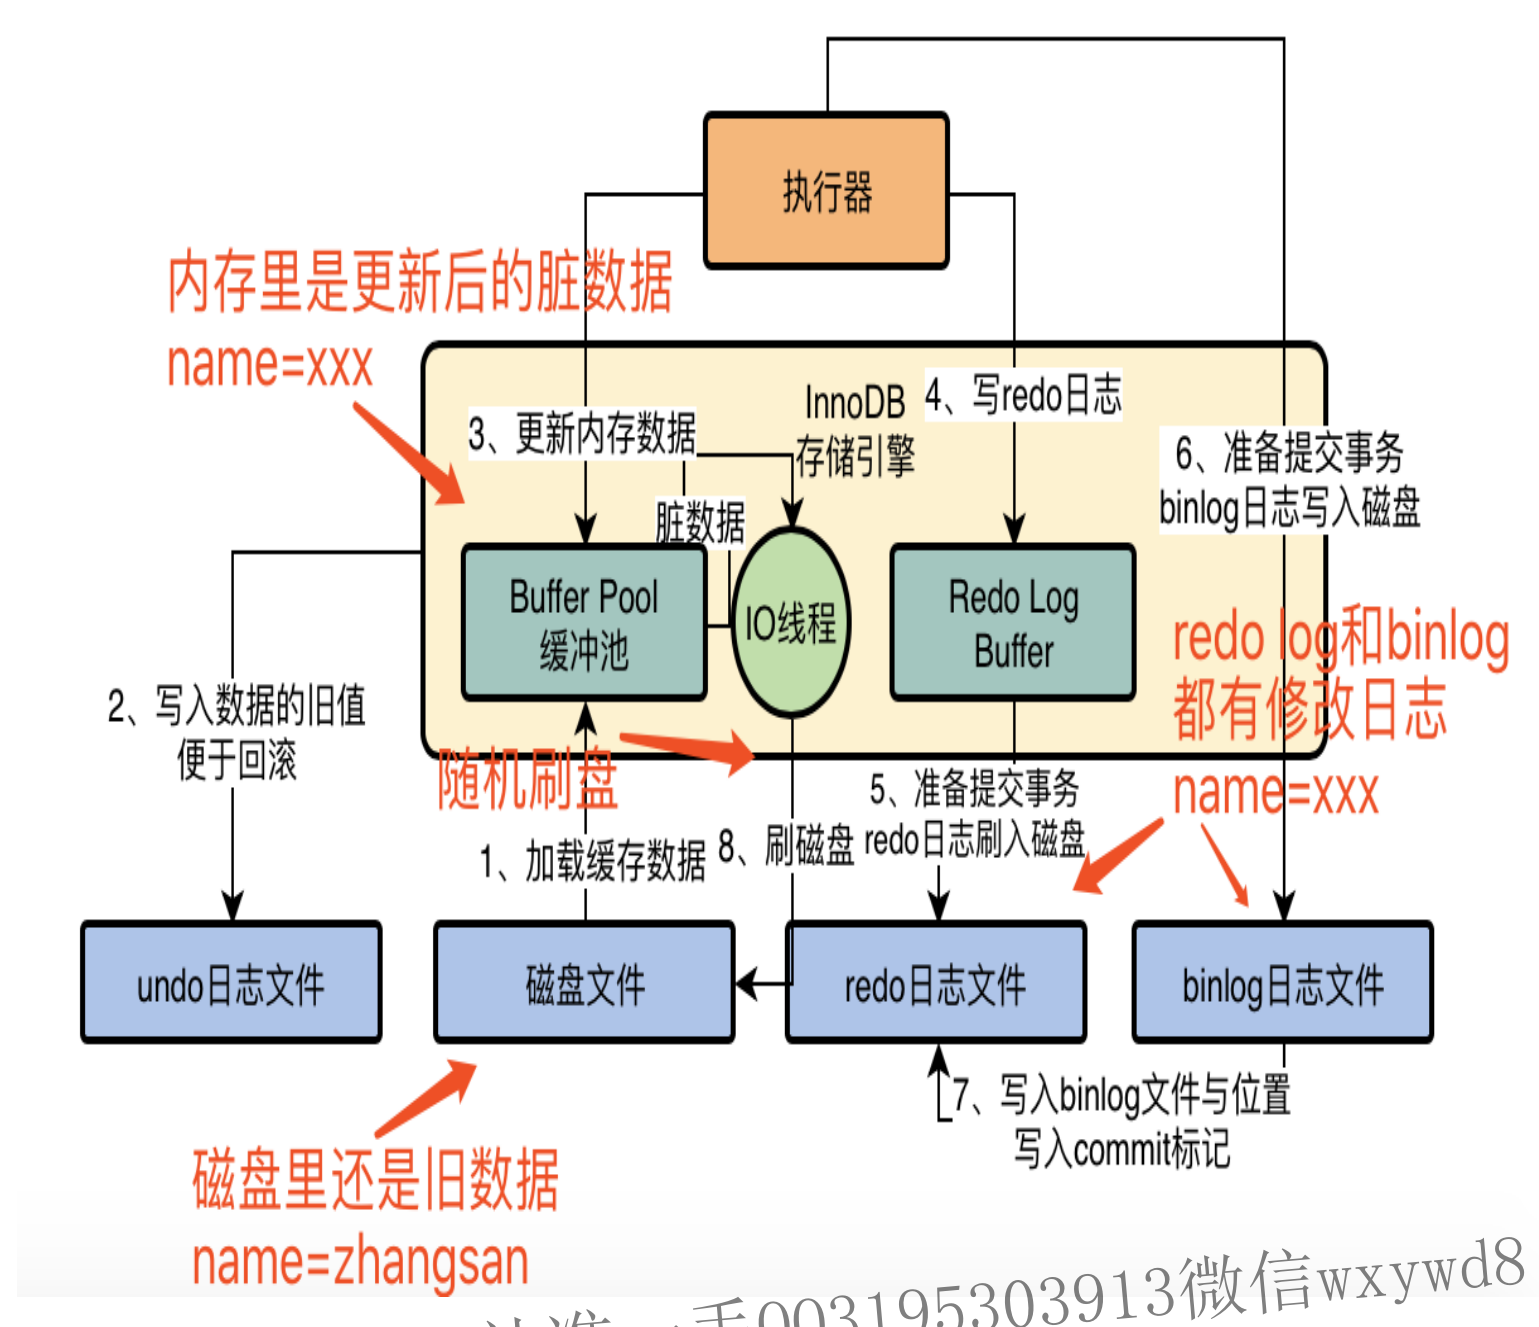 执行器
内存里是更新后的脏数据
name=xxx
InnoDB
存储引擎
4、写redo日志
3、更新内存数据
6、准备提交事务
binlog日志写入磁盘
脏数据
Buffer Pool
缓冲池
IO线程
Redo Log
Buffer
redo log和binlog
都有修改日志
name=xxx
2、写入数据的旧值
便于回滚
随机刷盘
5、准备提交事务
redo日志刷入磁盘
1、加载缓存数据
8、刷磁盘
undo日志文件
磁盘文件
redo日志文件
binlog日志文件
7、写入binlog文件与位置
写入commit标记
磁盘里还是旧数据
name=zhangsan
003195303913微信wxywd8